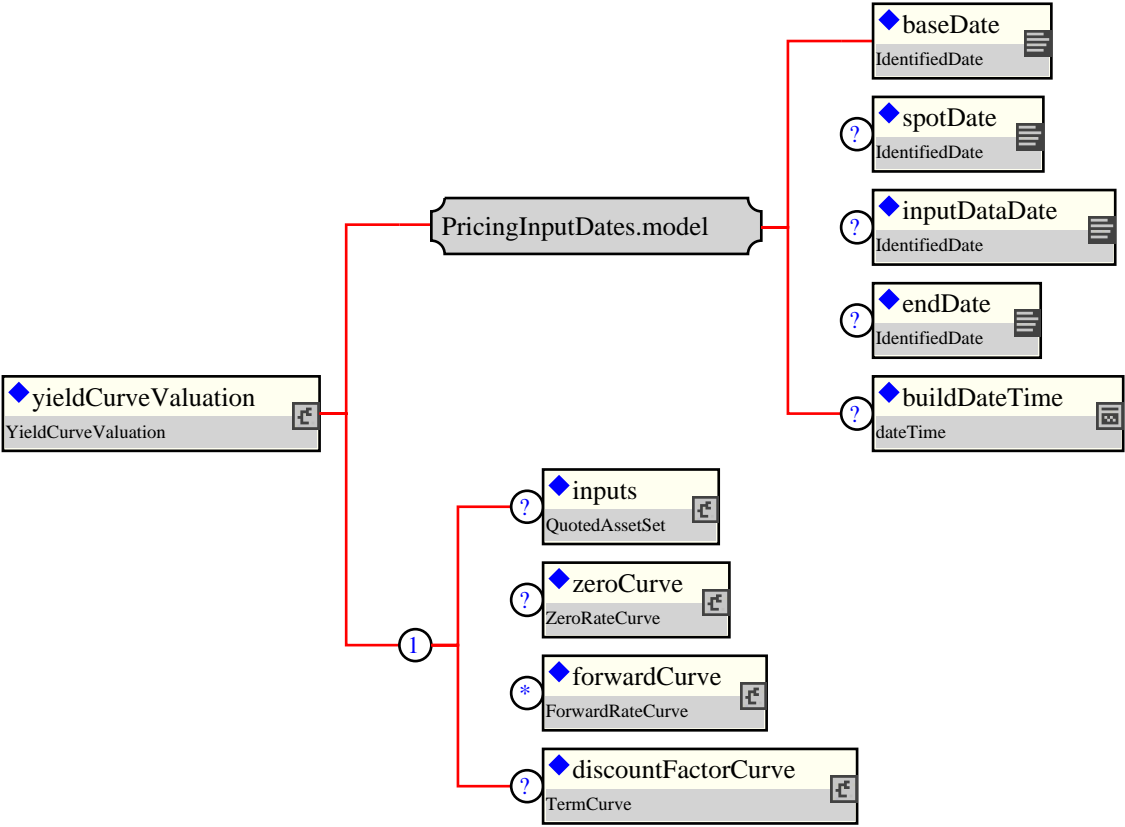 baseDate
IdentifiedDate
spotDate
?
IdentifiedDate
inputDataDate
?
IdentifiedDate
PricingInputDates.model
endDate
?
IdentifiedDate
yieldCurveValuation
YieldCurveValuation
buildDateTime
?
dateTime
inputs
?
QuotedAssetSet
zeroCurve
?
ZeroRateCurve
1
forwardCurve
*
ForwardRateCurve
discountFactorCurve
?
TermCurve